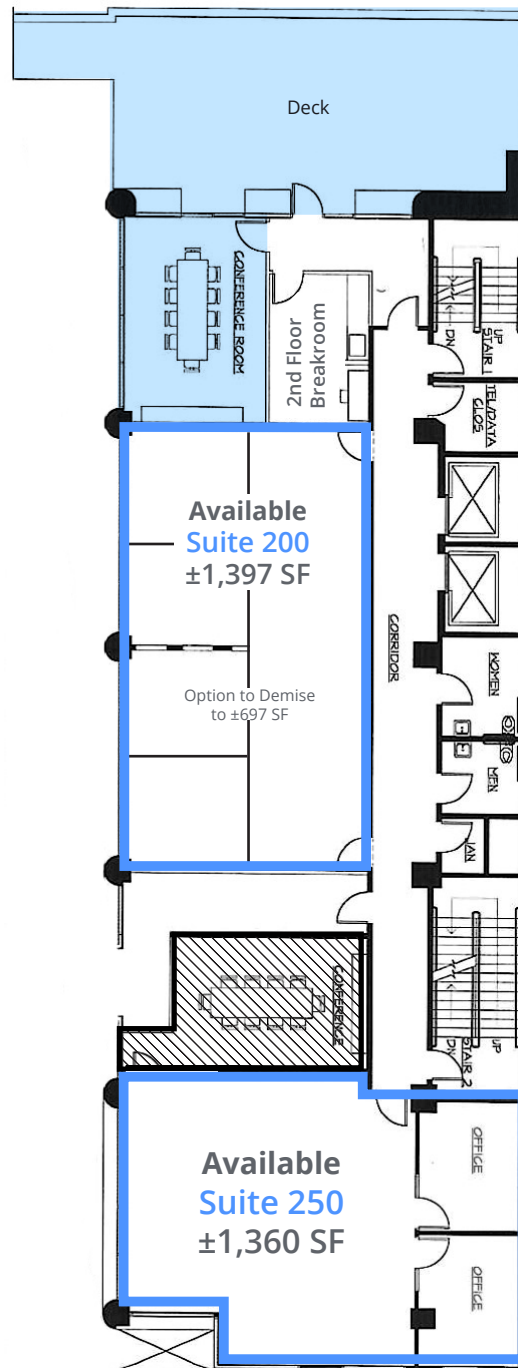 Deck
CONFERENCE ROOM
2nd Floor
Breakroom
UP
STAIR 1
DN
TEL/DATA
CLOS
Available
Suite 200
±1,397 SF
CORRIDOR
Option to Demise
to ±697 SF
WOMEN
MEN
JAN
CONFERENCE
UP
STAIR 2
DN
OFFICE
Available
Suite 250
±1,360 SF
OFFICE